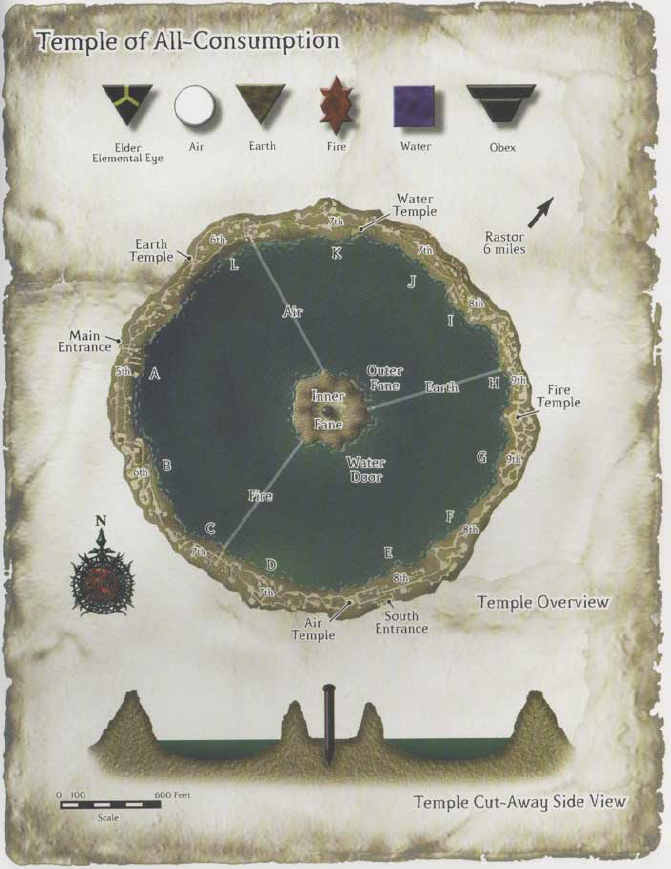 Temple of All-Consumption
Elder
Elemental Eye
Air
Earth
Fire
Water
Obex
Water
Temple
Rastor
6 miles
7th
6th
7th
Earth
Temple
K
L
J
8th
I
Air
Main
Entrance
5th
A
Outer
Fane
Inner
Fane
Earth
H
9th
Fire
Temple
B
6th
Water
Door
G
9th
Fire
C
7th
F
8th
N
D
7th
E
8th
Air
Temple
South
Entrance
Temple Overview
0 100 600 Feet
Scale
Temple Cut-Away Side View